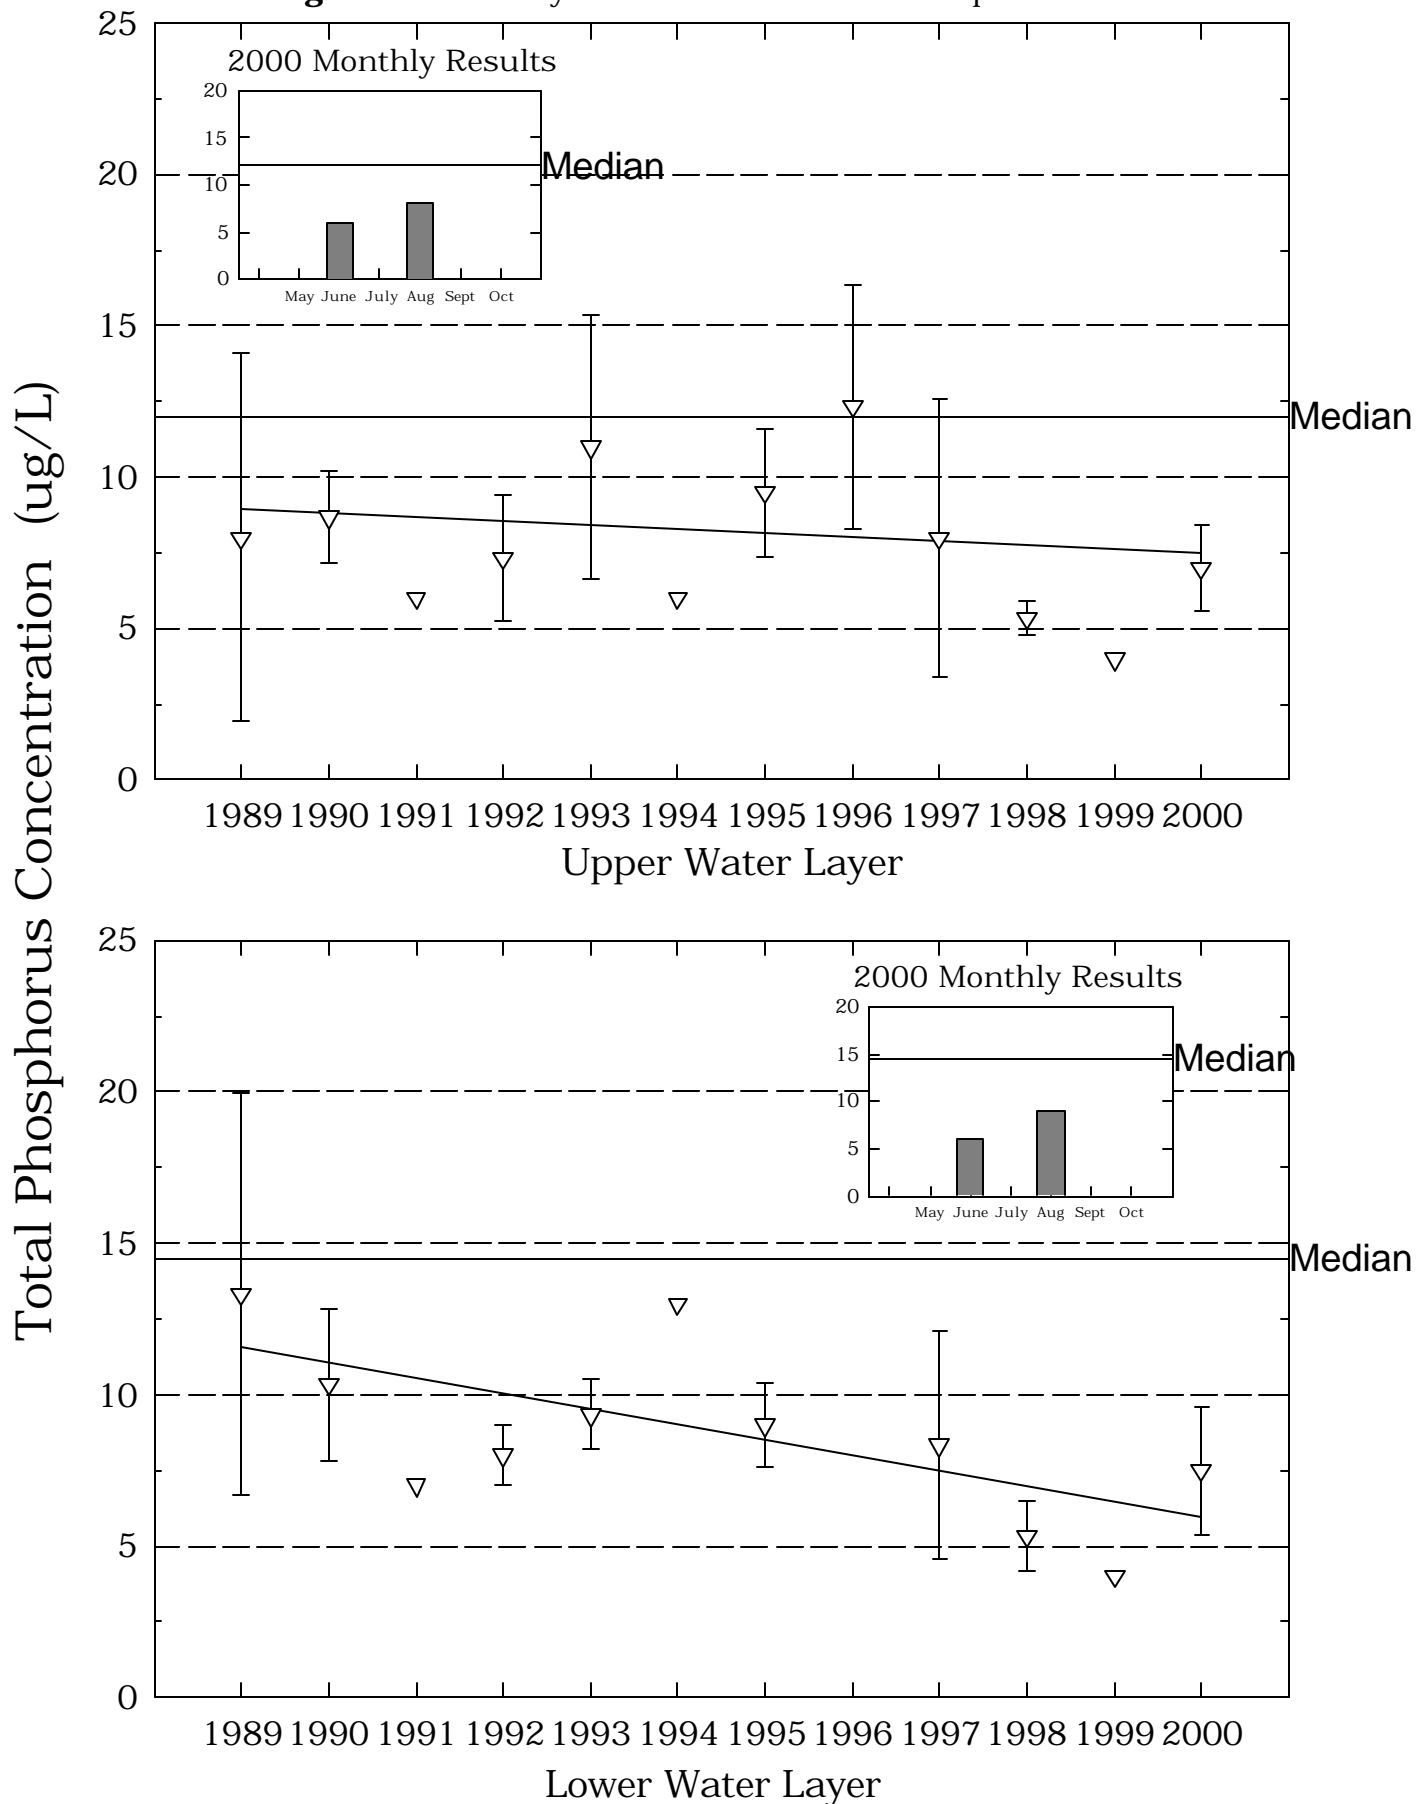 25
2000 Monthly Results
20
15
Median
10
5
0
May June July Aug Sept Oct
20
15
Median
10
5
0
1989 1990 1991 1992 1993 1994 1995 1996 1997 1998 1999 2000
Upper Water Layer
Total Phosphorus Concentration (ug/L)
25
2000 Monthly Results
20
15
Median
10
5
0
May June July Aug Sept Oct
20
15
Median
10
5
0
1989 1990 1991 1992 1993 1994 1995 1996 1997 1998 1999 2000
Lower Water Layer